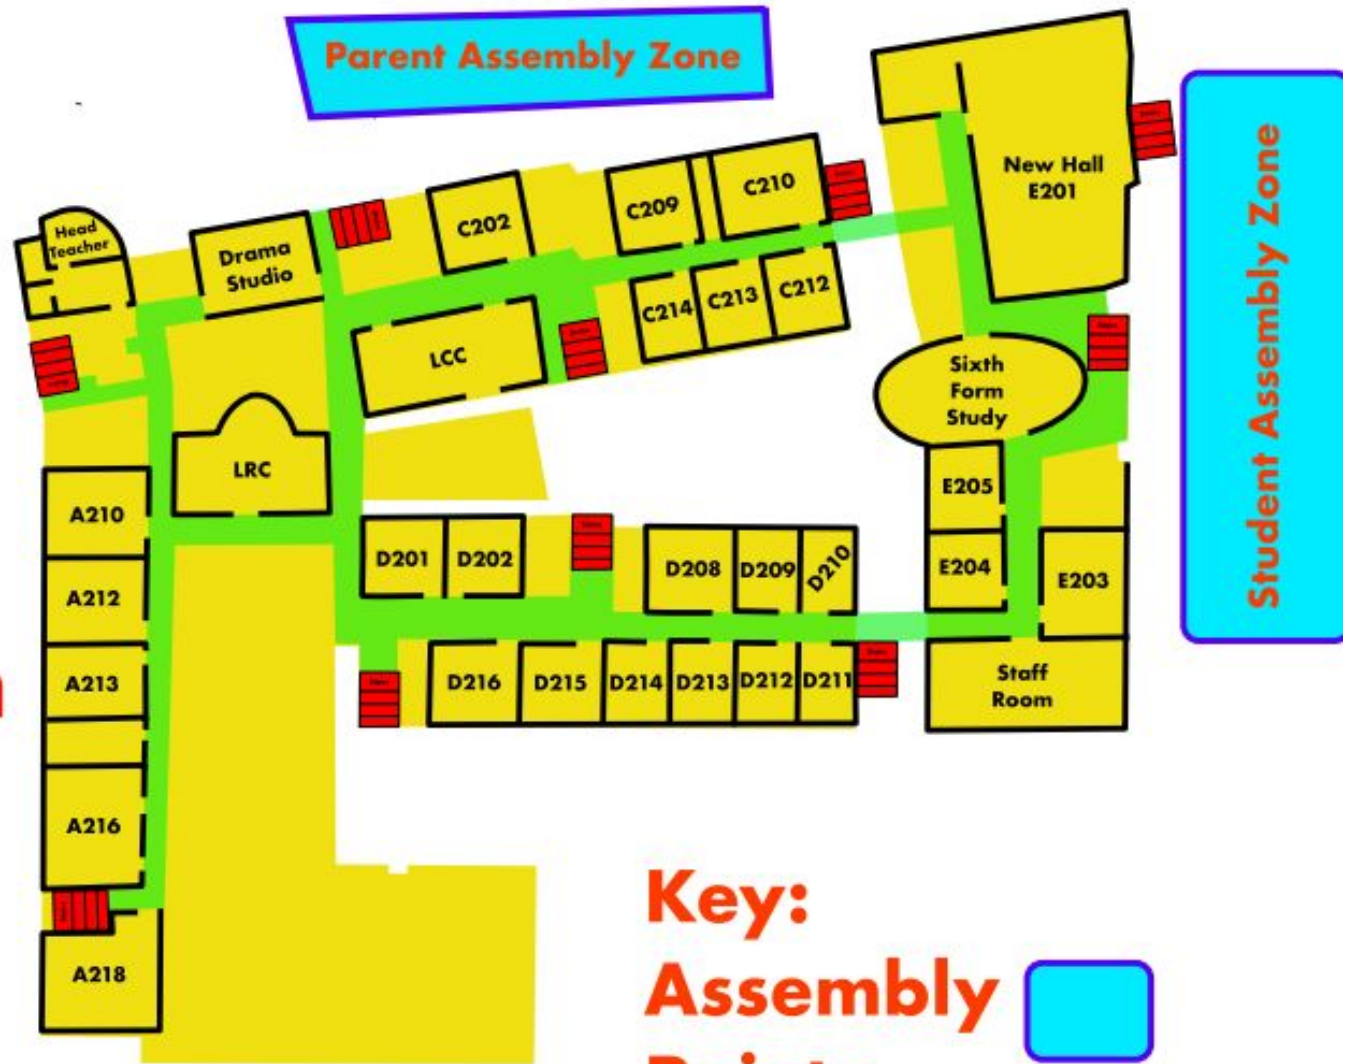 Parent Assembly Zone
Student Assembly Zone
New Hall
E201
Head
Teacher
Drama
Studio
C202
C209
C210
C214
C213
C212
LCC
Sixth
Form
Study
LRC
A210
A212
A213
A216
A218
D201
D202
D208
D209
D210
D216
D215
D214
D213
D212
D211
E205
E204
E203
Staff
Room
Key:
Assembly